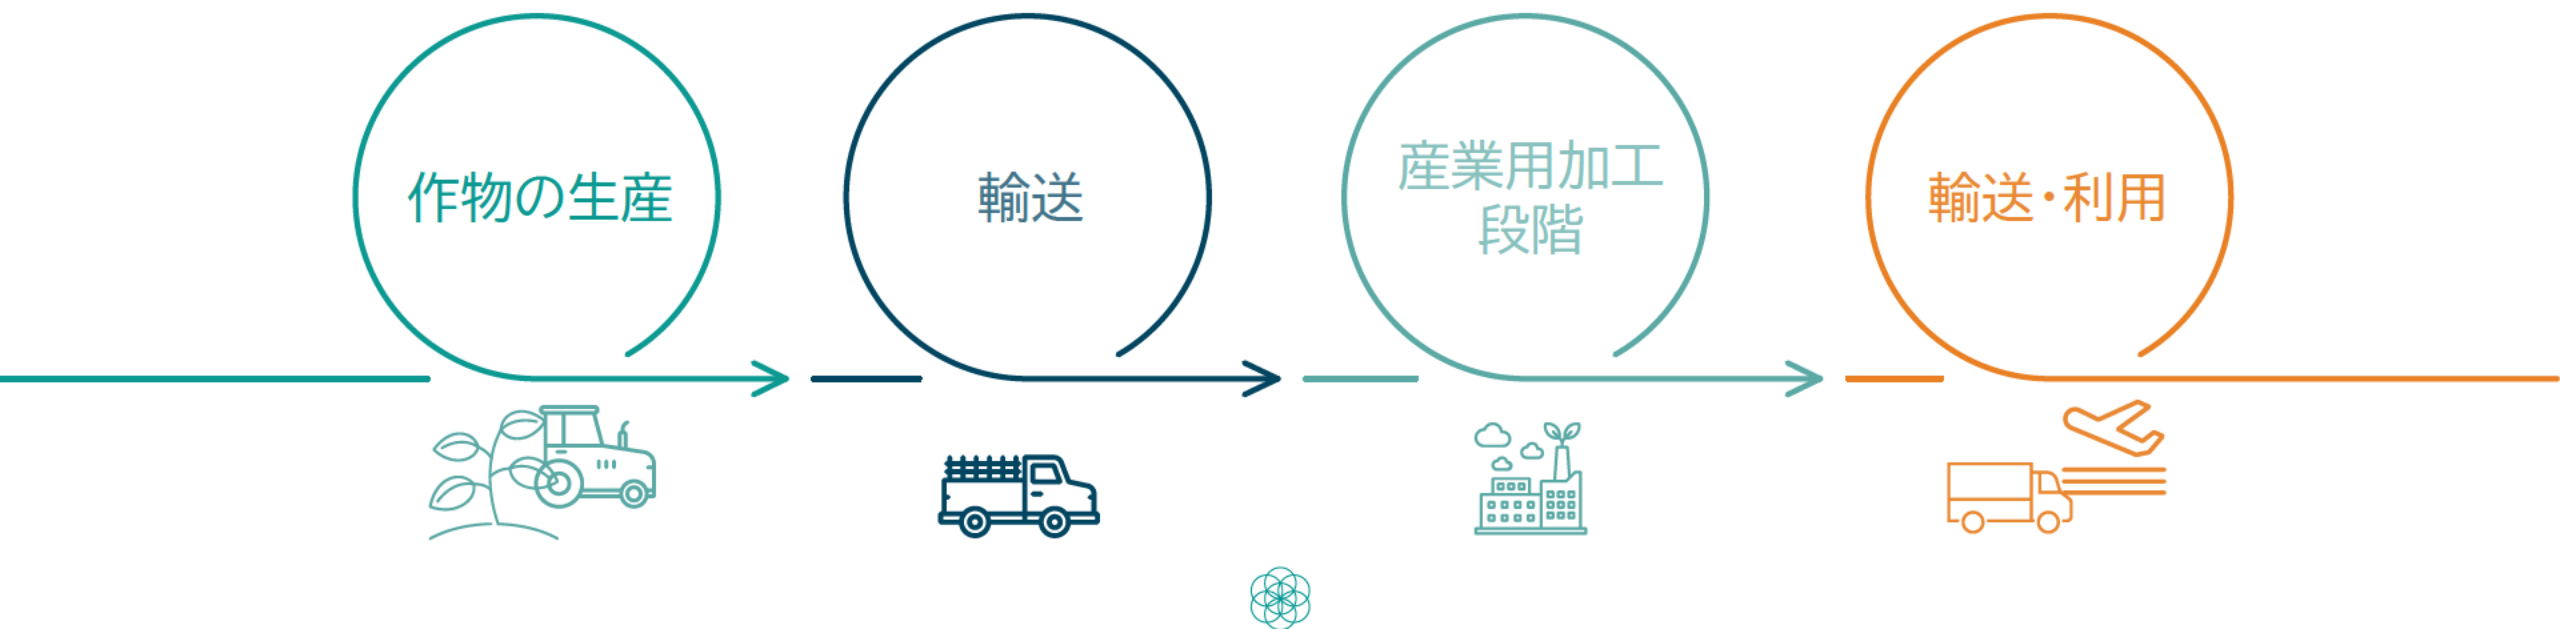 作物の生産
輸送
産業用加工
段階
輸送・利用